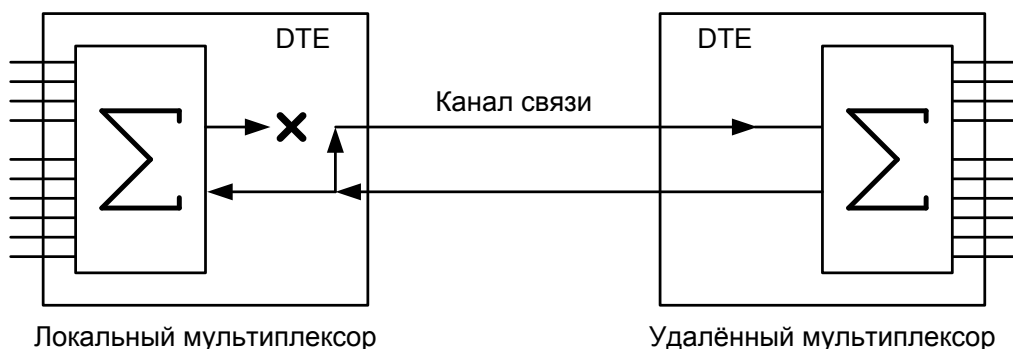 DTE
DTE
Канал связи
Σ
Σ
Локальный мультиплексор
Удалённый мультиплексор